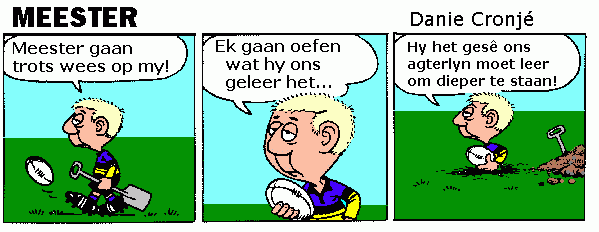 MEESTER
Danie Cronjé
Meester gaan
trots wees op my!
Ek gaan oefen
wat hy ons
geleer het...
Hy het gesê ons
agterlyn moet leer
om dieper te staan!